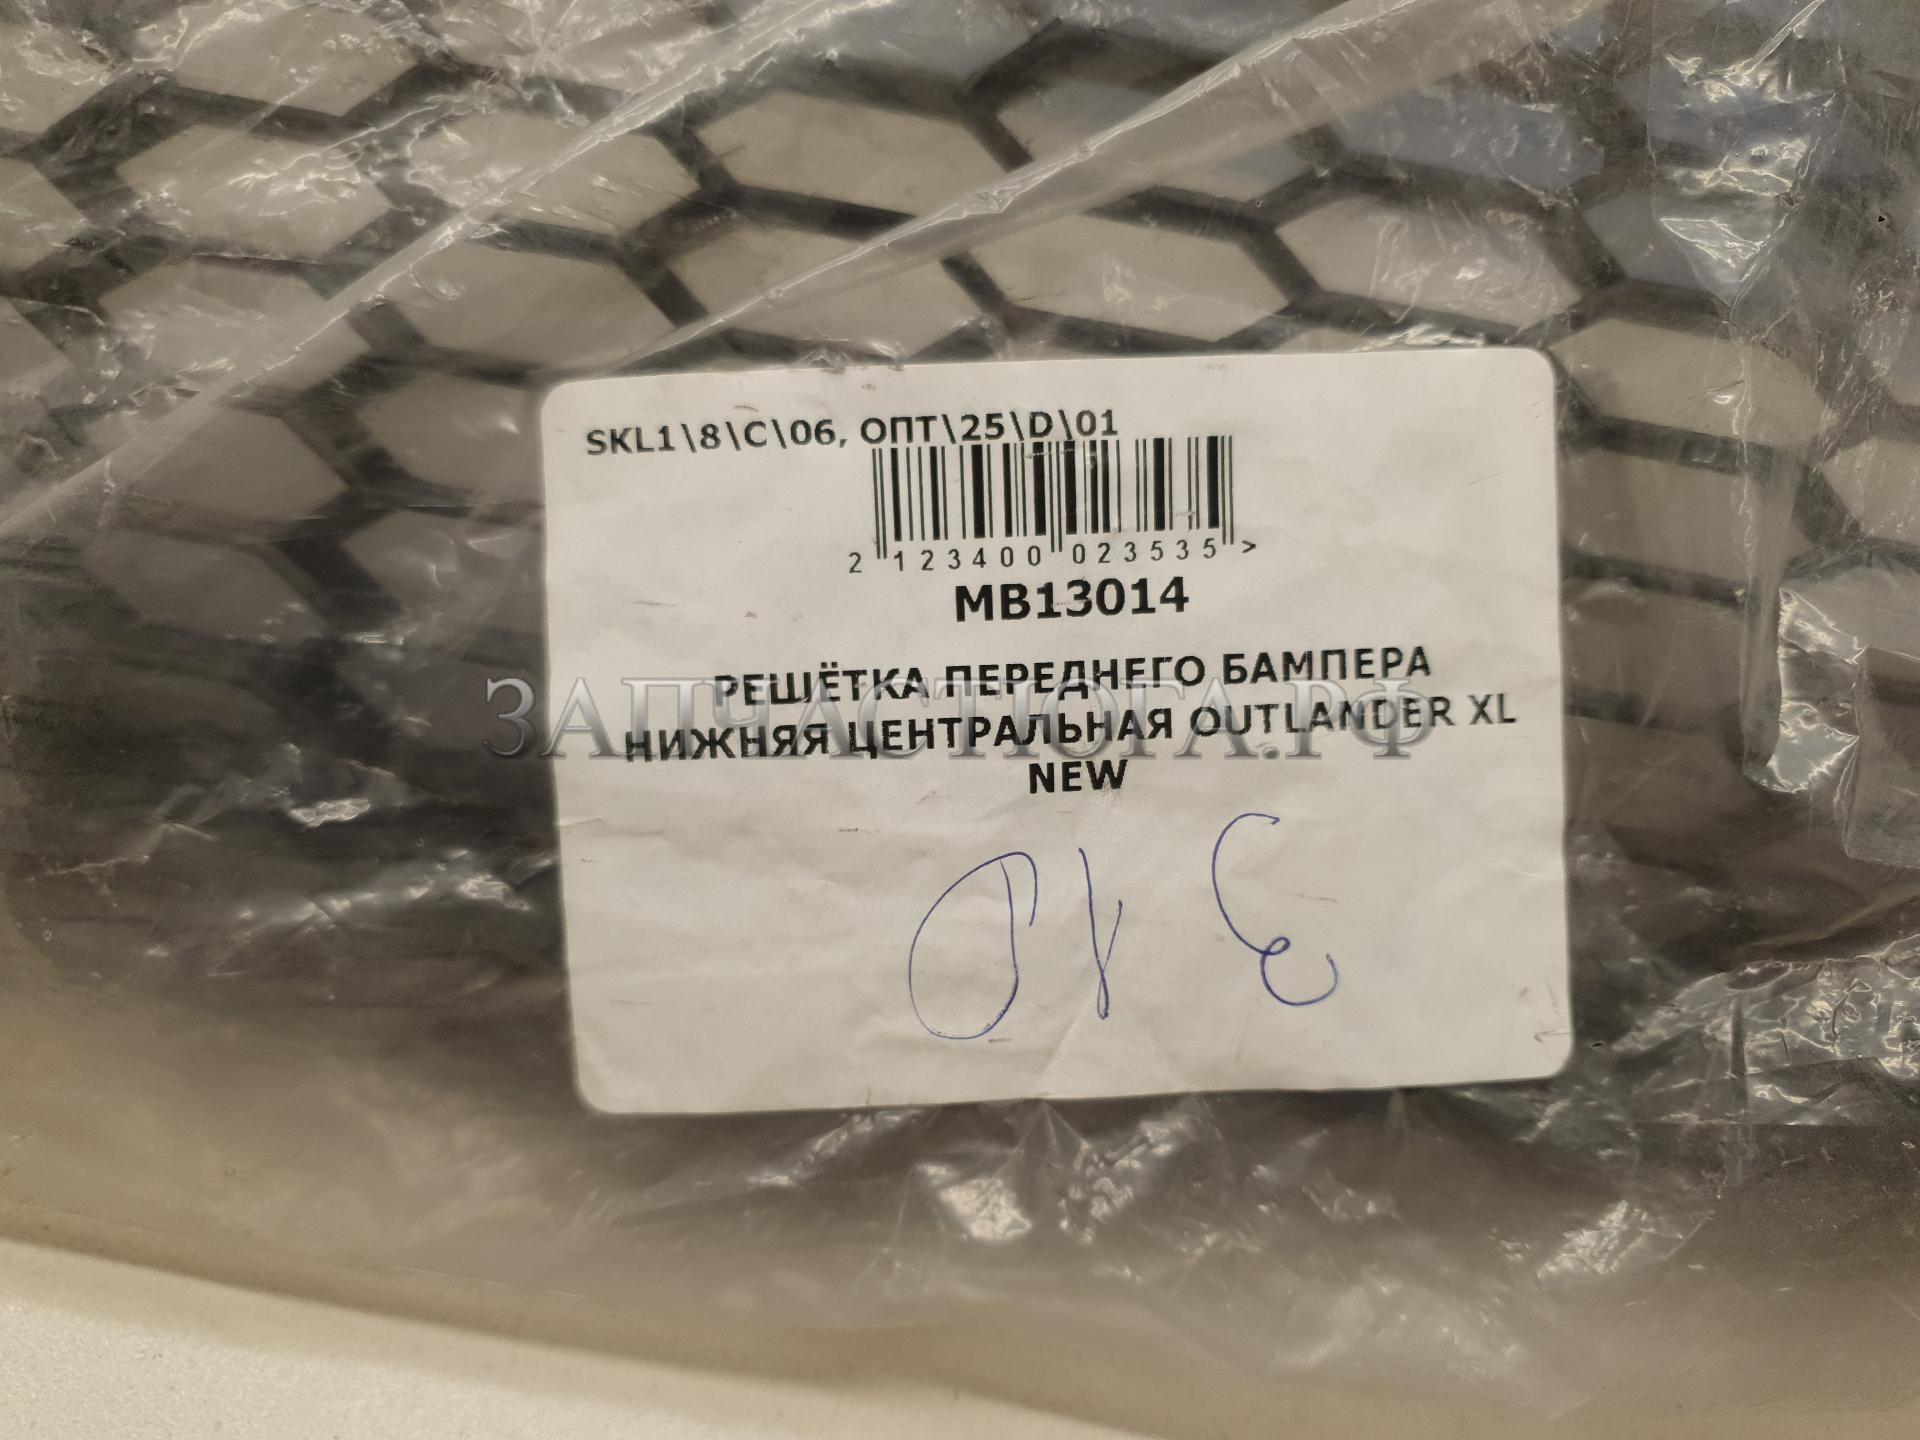 SKL1\8\C\06, ОПТ\25\D\01
2 123400 023535 >
MB13014
РЕШЁТКА ПЕРЕДНЕГО БАМПЕРА
НИЖНЯЯ ЦЕНТРАЛЬНАЯ OUTLANDER XL
NEW
ЗАПЧАСТЮГА.РФ